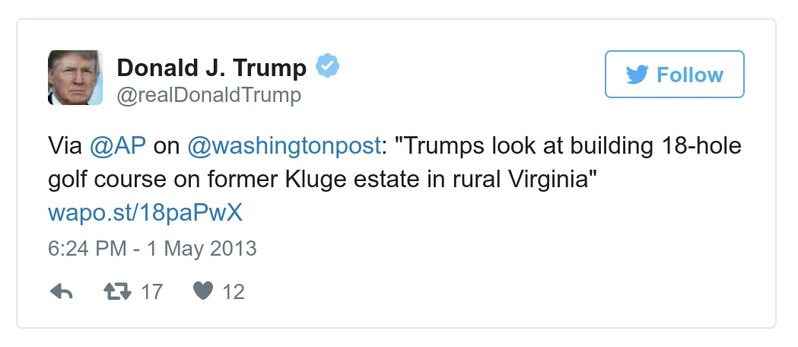 Donald J. Trump
@realDonaldTrump
Follow
Via @AP on @washingtonpost: "Trumps look at building 18-hole
golf course on former Kluge estate in rural Virginia"
wapo.st/18paPwX
6:24 PM - 1 May 2013
17 12